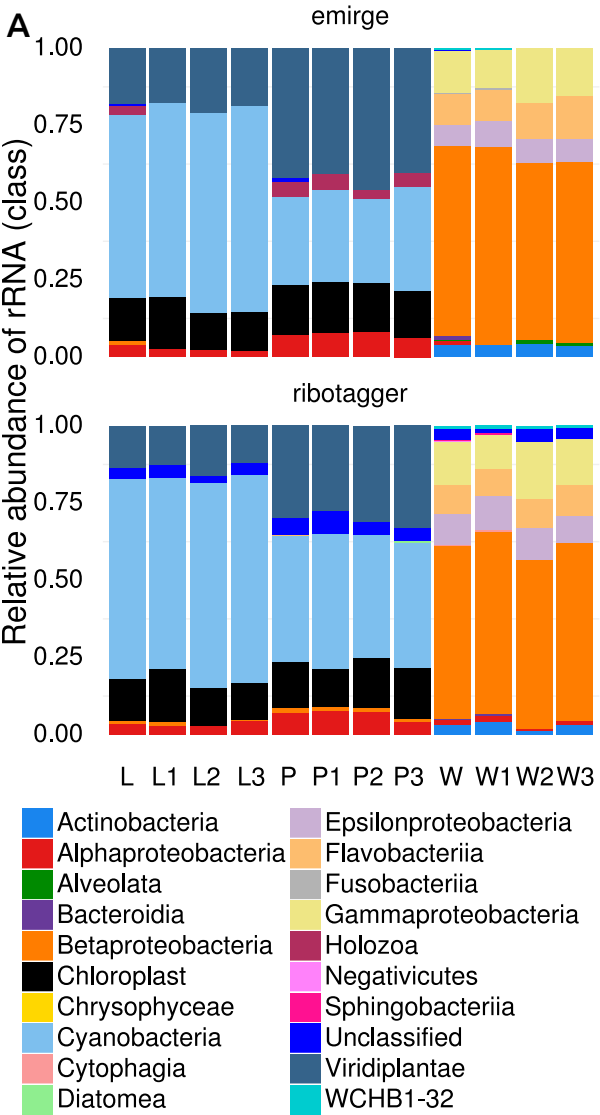 A
emirge
1.00
0.75
0.50
0.25
0.00
Relative abundance of rRNA (class)
ribotagger
1.00
0.75
0.50
0.25
0.00
L L1 L2 L3 P P1 P2 P3 W W1 W2 W3
Actinobacteria
Alphaproteobacteria
Alveolata
Bacteroidia
Betaproteobacteria
Chloroplast
Chrysophyceae
Cyanobacteria
Cytophagia
Diatomea
Epsilonproteobacteria
Flavobacteriia
Fusobacteriia
Gammaproteobacteria
Holozoa
Negativicutes
Sphingobacteriia
Unclassified
Viridiplantae
WCHB1-32